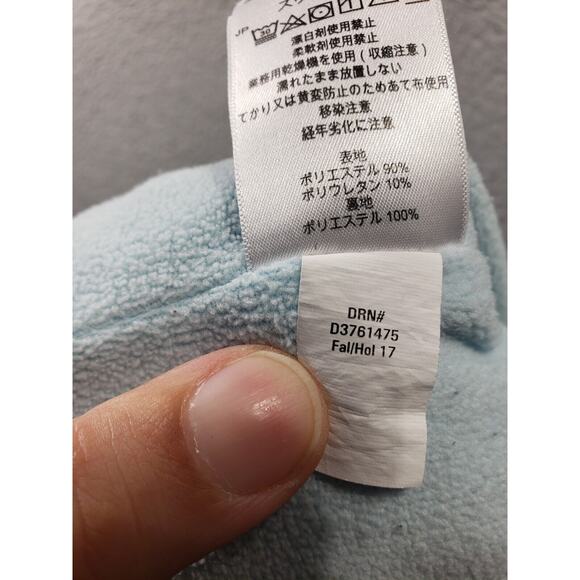 JP 30
漂白剤使用禁止
柔軟剤使用禁止
業務用乾燥機を使用(収縮注意)
濡れたまま放置しない
てかり又は黄変防止のためあて布使用
移染注意
経年劣化に注意
表地
ポリエステル 90%
ポリウレタン 10%
裏地
ポリエステル 100%
DRN#
D3761475
Fal/Hol 17